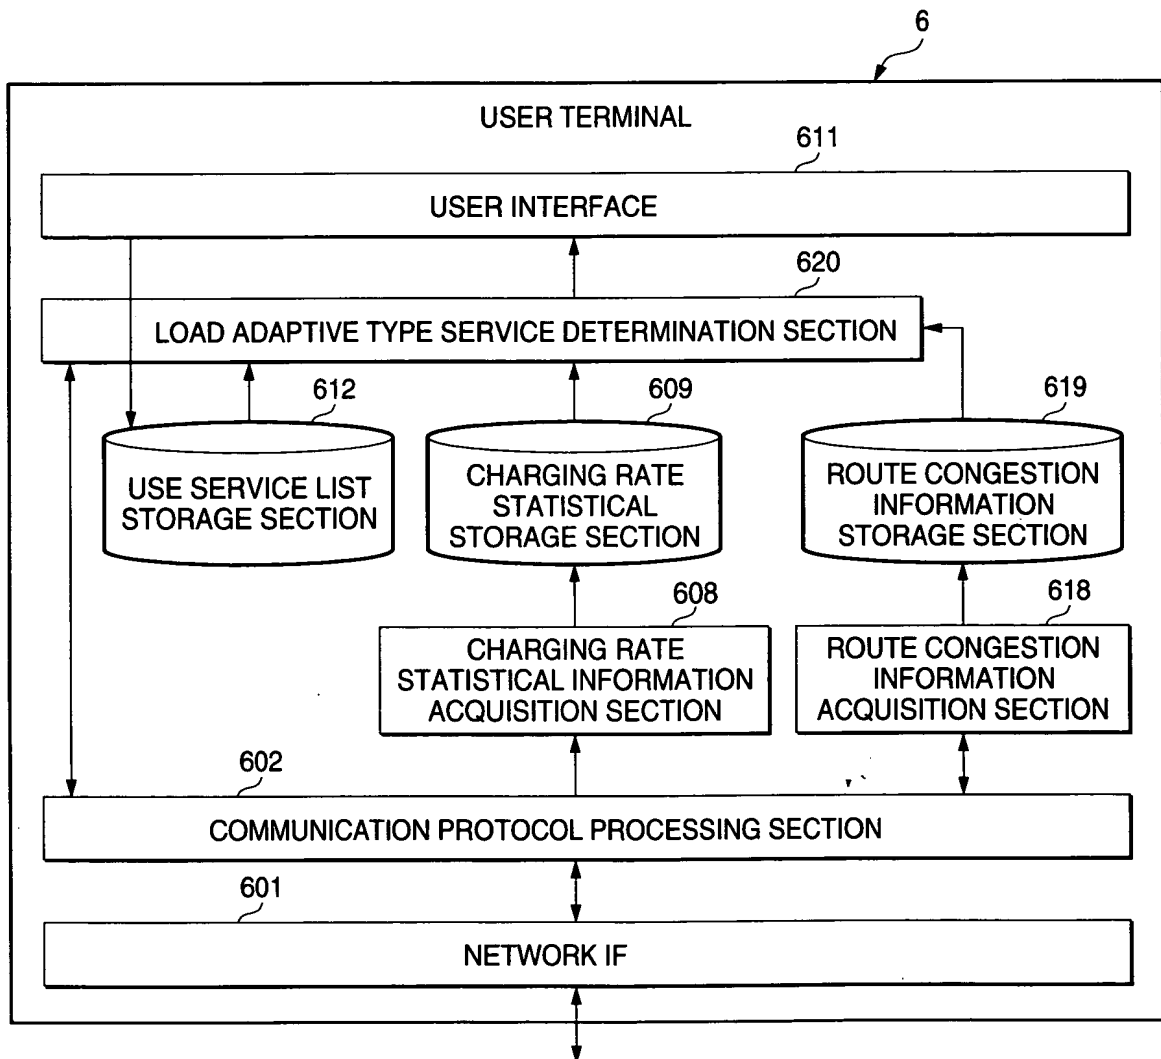 6
USER TERMINAL
611
USER INTERFACE
620
LOAD ADAPTIVE TYPE SERVICE DETERMINATION SECTION
612
USE SERVICE LIST
STORAGE SECTION
609
CHARGING RATE
STATISTICAL
STORAGE SECTION
619
ROUTE CONGESTION
INFORMATION
STORAGE SECTION
608
CHARGING RATE
STATISTICAL INFORMATION
ACQUISITION SECTION
618
ROUTE CONGESTION
INFORMATION
ACQUISITION SECTION
602
COMMUNICATION PROTOCOL PROCESSING SECTION
601
NETWORK IF